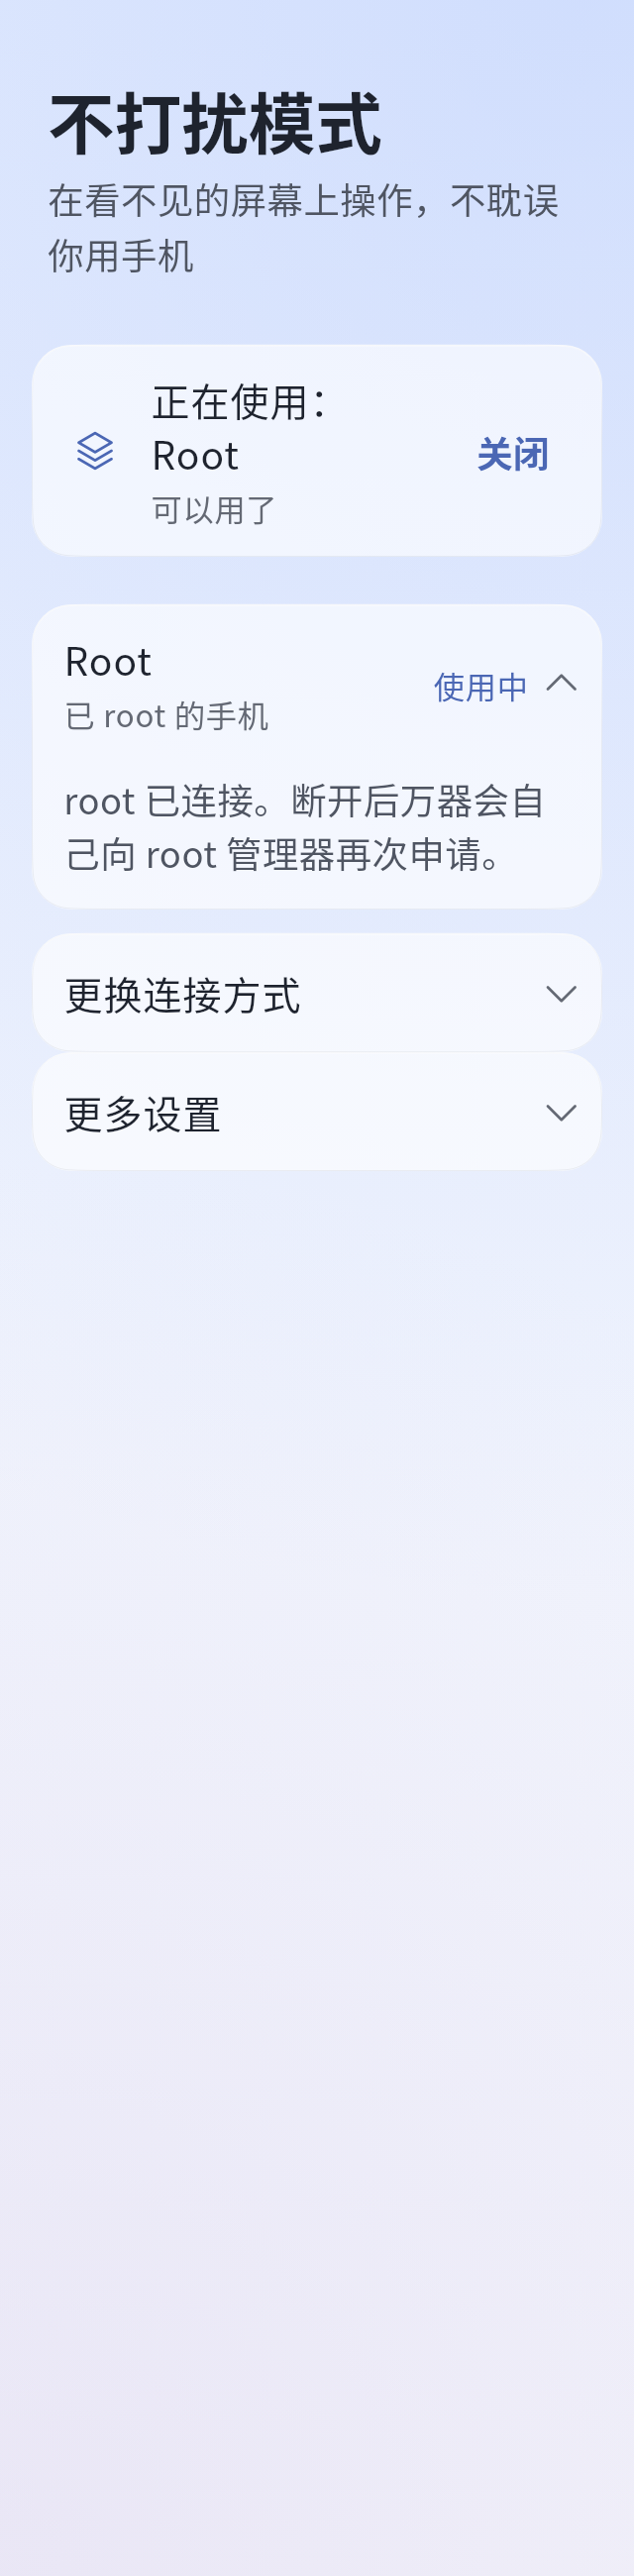 不打扰模式
在看不见的屏幕上操作，不耽误
你用手机
正在使用：
Root
可以用了
关闭
Root
已 root 的手机
使用中
root 已连接。断开后万器会自
己向 root 管理器再次申请。
更换连接方式
更多设置